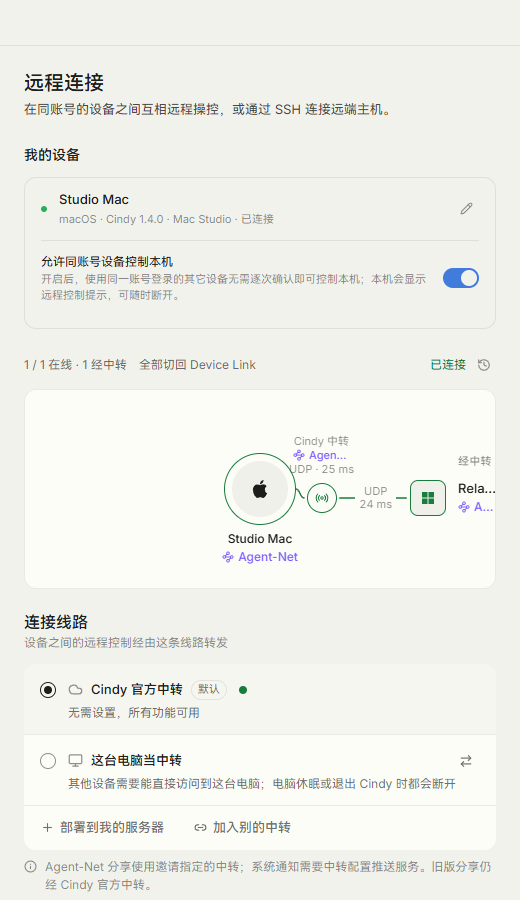 远程连接
在同账号的设备之间互相远程操控，或通过 SSH 连接远端主机。
我的设备
Studio Mac
macOS · Cindy 1.4.0 · Mac Studio · 已连接
允许同账号设备控制本机
开启后，使用同一账号登录的其它设备无需逐次确认即可控制本机；本机会显示
远程控制提示，可随时断开。
1 / 1 在线 · 1 经中转 全部切回 Device Link 已连接
Cindy 中转
Agen...
UDP · 25 ms
UDP
24 ms
经中转
Rela...
A...
Studio Mac
Agent-Net
连接线路
设备之间的远程控制经由这条线路转发
Cindy 官方中转 默认
无需设置，所有功能可用
这台电脑当中转
其他设备需要能直接访问到这台电脑；电脑休眠或退出 Cindy 时都会断开
部署到我的服务器 加入别的中转
Agent-Net 分享使用邀请指定的中转；系统通知需要中转配置推送服务。旧版分享仍
经 Cindy 官方中转。